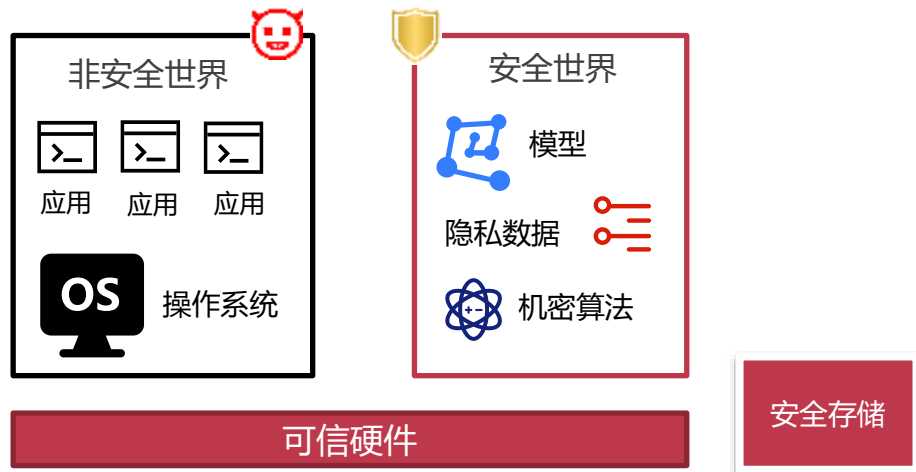 非安全世界
应用
应用
应用
OS
操作系统
安全世界
模型
隐私数据
机密算法
可信硬件
安全存储